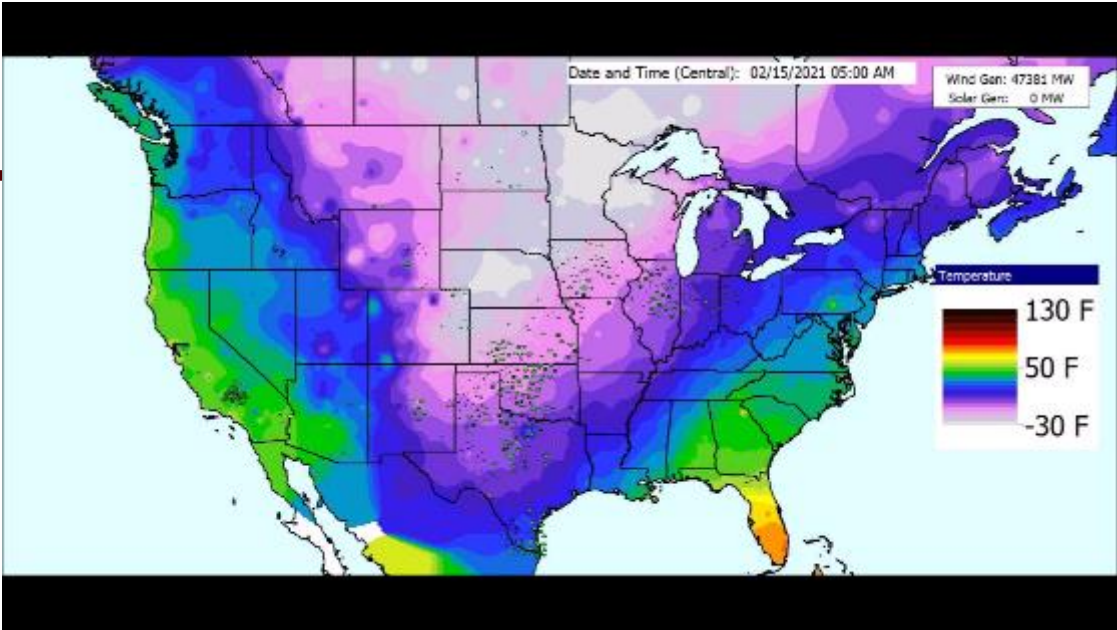 Date and Time (Central): 02/15/2021 05:00 AM
Wind Gen: 47381 MW
Solar Gen: 0 MW
Temperature
130 F
50 F
-30 F